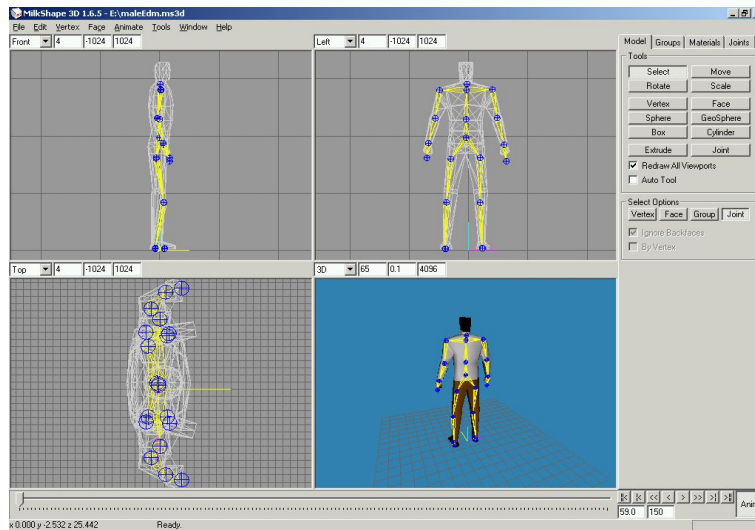 MilkShape 3D 1.6.5 - E:\maleEdm.ms3d
File Edit Vertex Face Animate Tools Window Help
Front 4 -1024 1024
Left 4 -1024 1024
Model Groups Materials Joints
Tools
Select Move
Rotate Scale
Vertex Face
Sphere GeoSphere
Box Cylinder
Extrude Joint
Redraw All Viewports
Auto Tool
Select Options
Vertex Face Group Joint
Ignore Backfaces
By Vertex
Top 4 -1024 1024
3D 65 0.1 4096
<< < > >>
59.0 150
Anim
x 0.000 y -2.532 z 25.442 Ready.